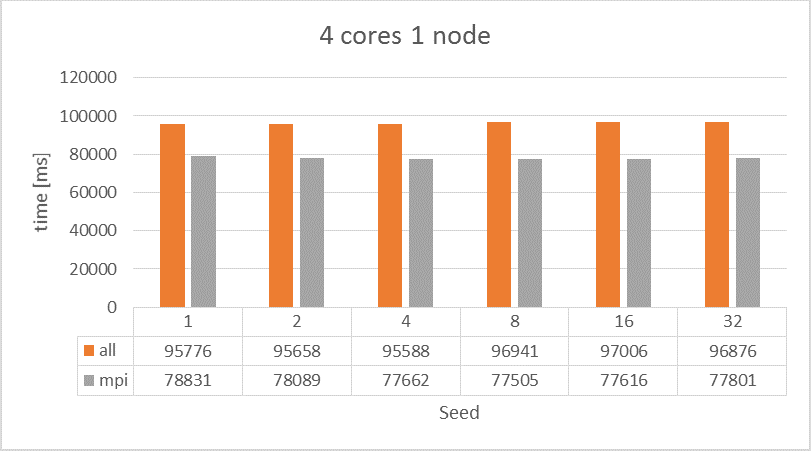 4 cores 1 node
120000
100000
80000
60000
40000
20000
0
time [ms]
1 2 4 8 16 32
all 95776 95658 95588 96941 97006 96876
mpi 78831 78089 77662 77505 77616 77801
Seed